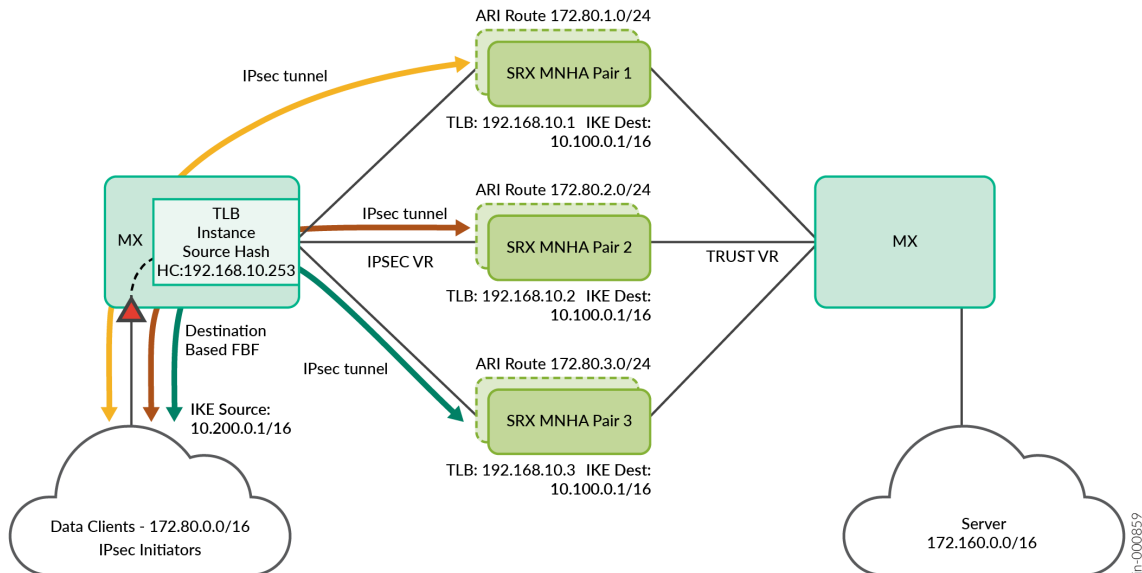 ARI Route 172.80.1.0/24
IPsec tunnel
SRX MNHA Pair 1
TLB: 192.168.10.1 IKE Dest:
10.100.0.1/16
ARI Route 172.80.2.0/24
TLB
Instance
Source Hash
HC:192.168.10.253
MX
IPsec tunnel
SRX MNHA Pair 2
IPSEC VR
TRUST VR
MX
TLB: 192.168.10.2 IKE Dest:
10.100.0.1/16
Destination
Based FBF
IPsec tunnel
ARI Route 172.80.3.0/24
IKE Source:
10.200.0.1/16
SRX MNHA Pair 3
TLB: 192.168.10.3 IKE Dest:
10.100.0.1/16
Data Clients - 172.80.0.0/16
IPsec Initiators
Server
172.160.0.0/16
n-000859